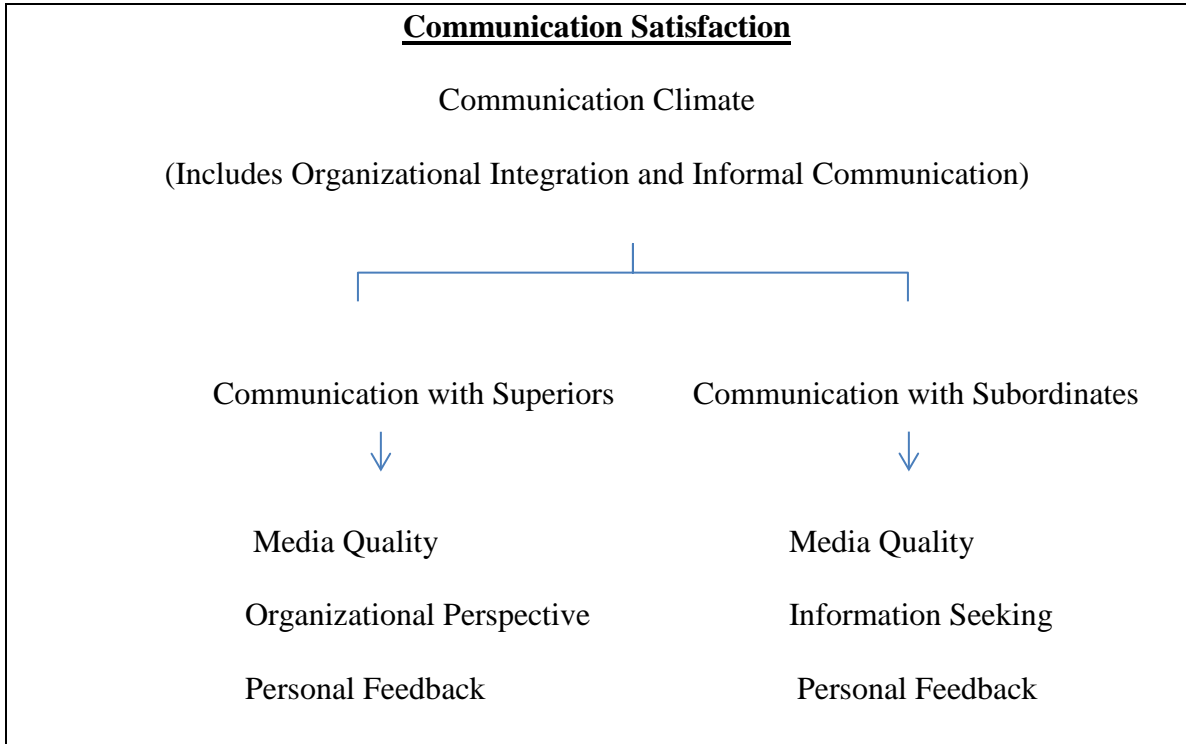 Communication Satisfaction
Communication Climate
(Includes Organizational Integration and Informal Communication)
Communication with Superiors
Communication with Subordinates
Media Quality
Organizational Perspective
Personal Feedback
Media Quality
Information Seeking
Personal Feedback